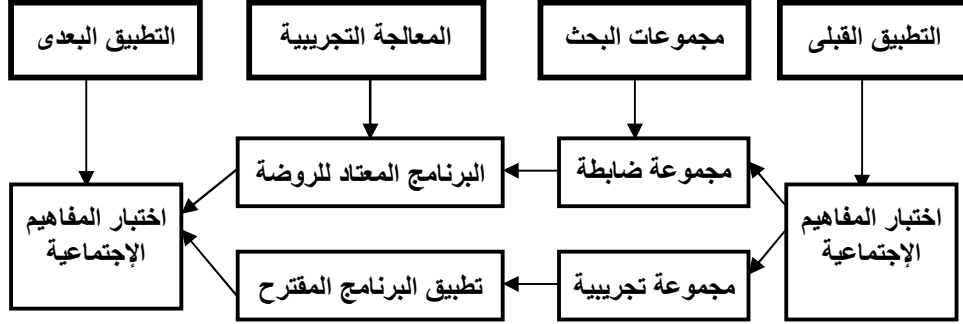 التطبيق القبلى
مجموعات البحث
المعالجة التجريبية
التطبيق البعدى
اختبار المفاهيم
الإجتماعية
مجموعة ضابطة
البرنامج المعتاد للروضة
مجموعة تجريبية
تطبيق البرنامج المقترح
اختبار المفاهيم
الإجتماعية